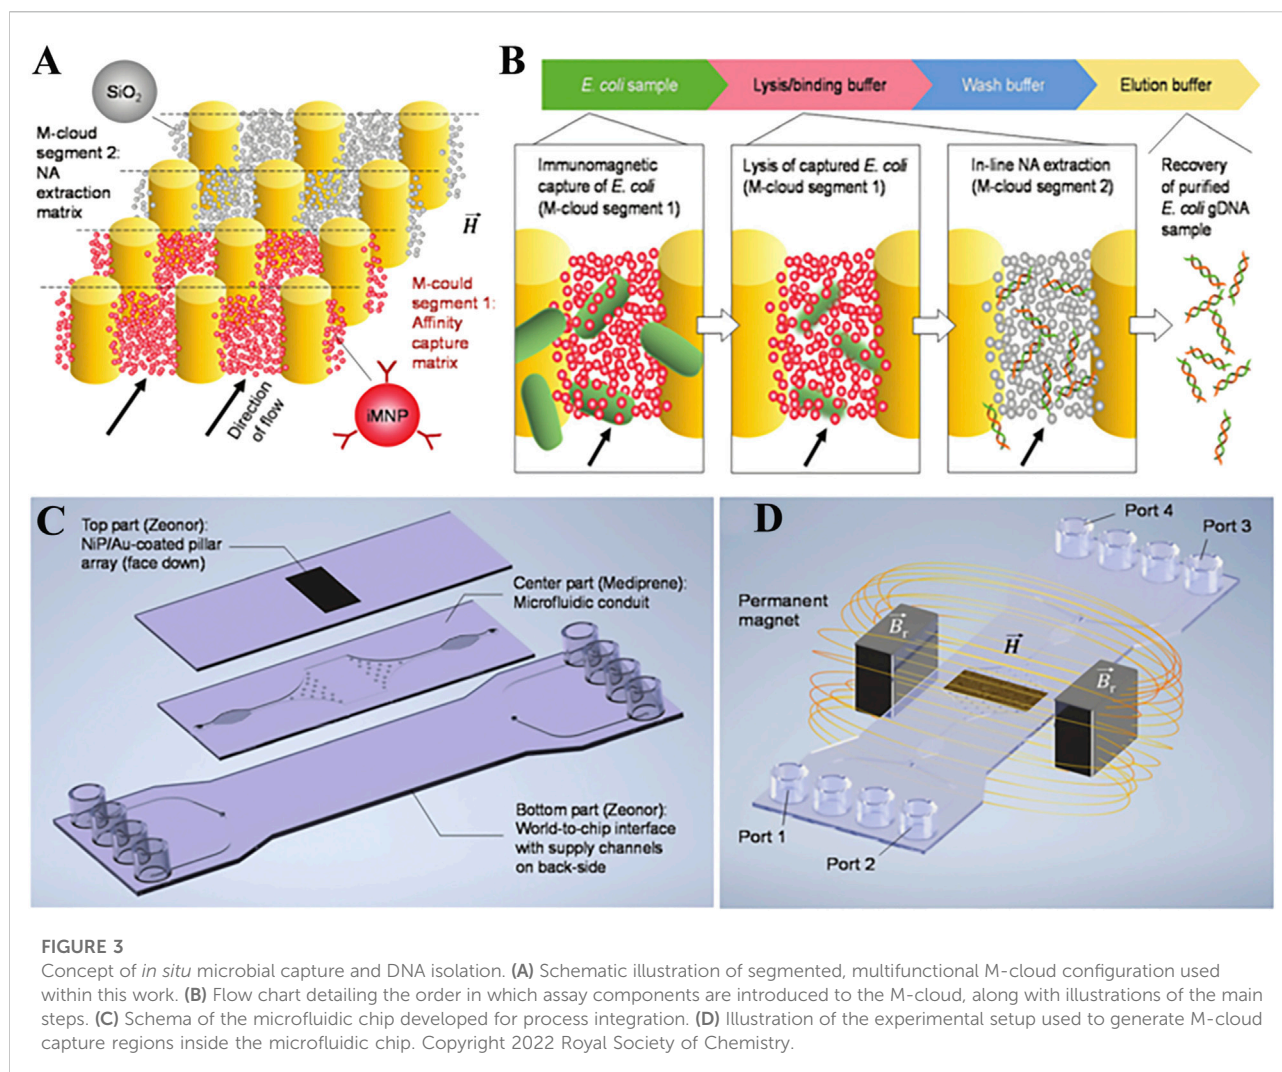 A
SiO2
M-cloud
segment 2:
NA
extraction
matrix
H
M-could
segment 1:
Affinity
capture
matrix
iMNP
Direction
of flow
B
E. coli sample
Lysis/binding buffer
Wash buffer
Elution buffer
Immunomagnetic
capture of E. coli
(M-cloud segment 1)
Lysis of captured E. coli
(M-cloud segment 1)
In-line NA extraction
(M-cloud segment 2)
Recovery
of purified
E. coli gDNA
sample
C
Top part (Zeonor):
NiP/Au-coated pillar
array (face down)
Center part (Mediprene):
Microfluidic conduit
Bottom part (Zeonor):
World-to-chip interface
with supply channels
on back-side
D
Port 4
Port 3
Permanent
magnet
Br
H
Br
Port 1
Port 2
FIGURE 3
Concept of in situ microbial capture and DNA isolation. (A) Schematic illustration of segmented, multifunctional M-cloud configuration used
within this work. (B) Flow chart detailing the order in which assay components are introduced to the M-cloud, along with illustrations of the main
steps. (C) Schema of the microfluidic chip developed for process integration. (D) Illustration of the experimental setup used to generate M-cloud
capture regions inside the microfluidic chip. Copyright 2022 Royal Society of Chemistry.